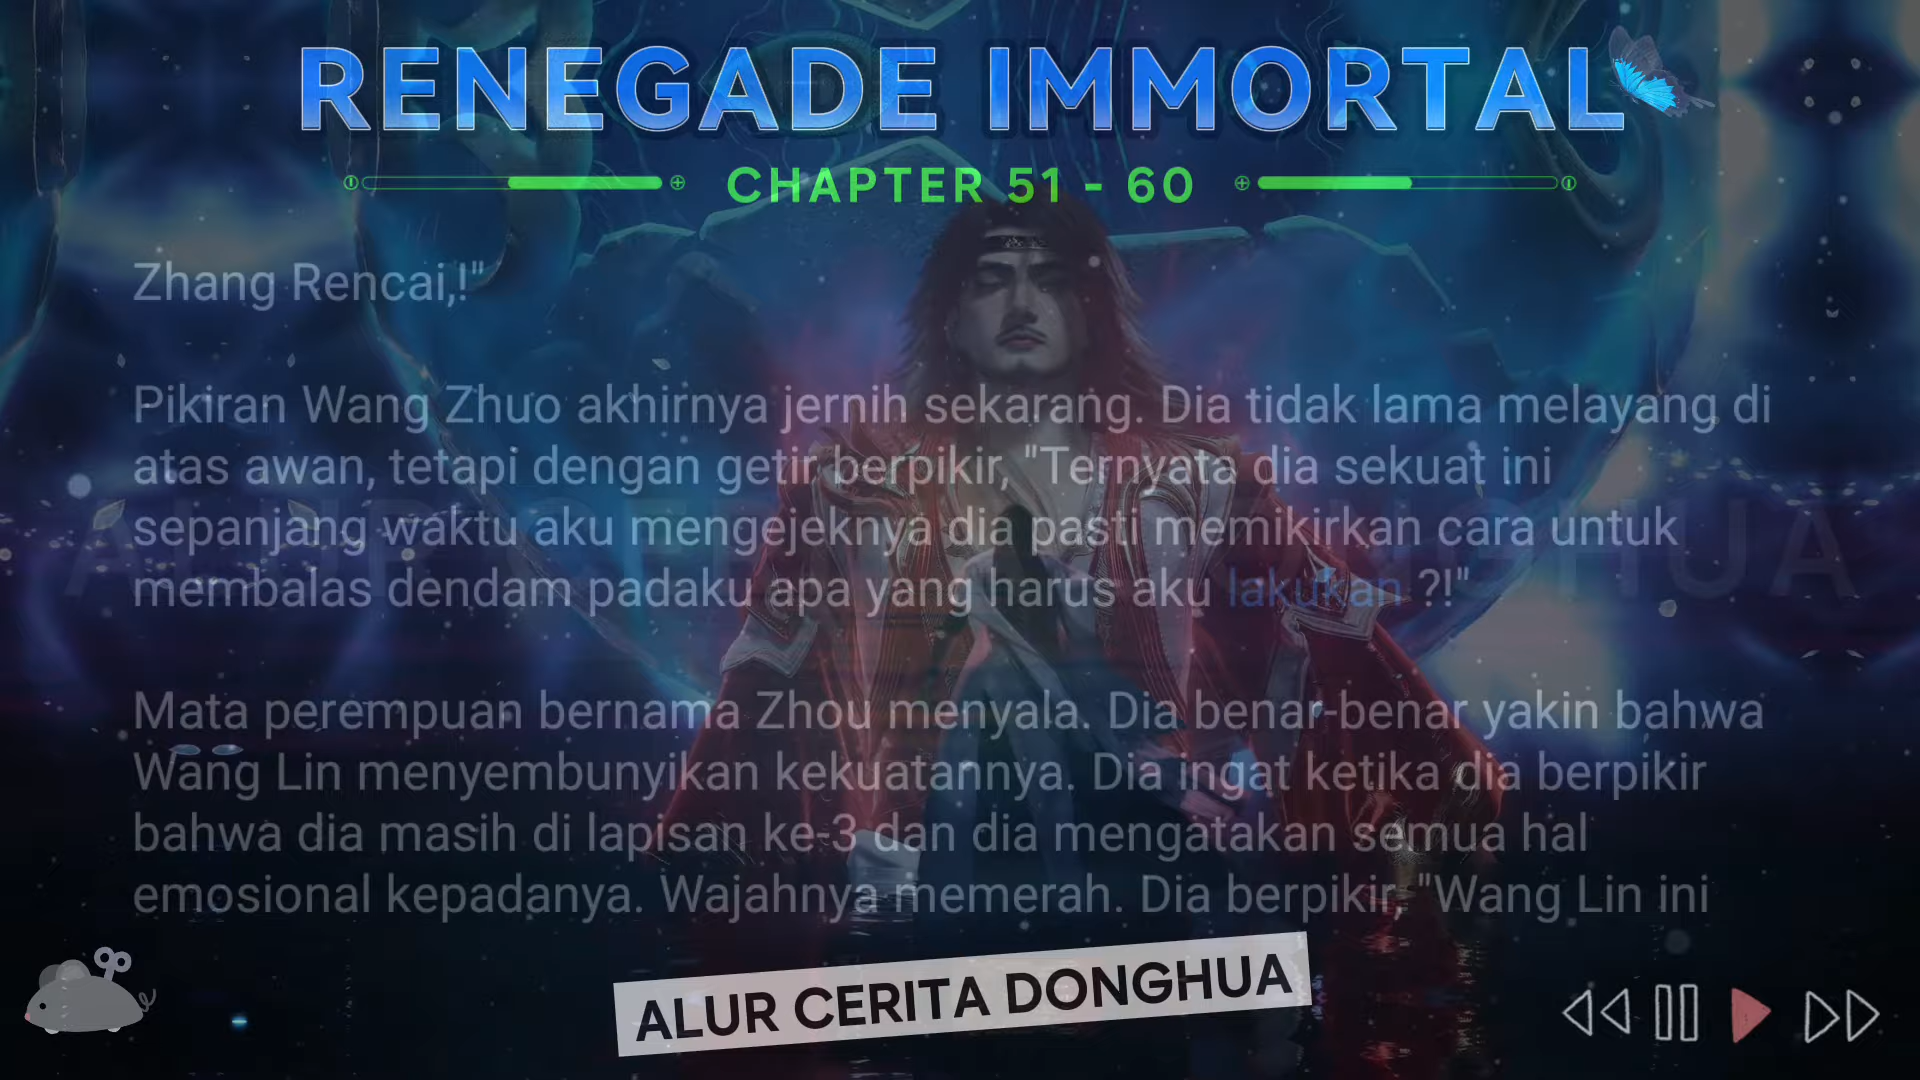 RENEGADE IMMORTAL
CHAPTER 51 - 60
Zhang Rencai,!"
Pikiran Wang Zhuo akhirnya jernih sekarang. Dia tidak lama melayang di
atas awan, tetapi dengan getir berpikir, "Ternyata dia sekuat ini
sepanjang waktu aku mengejeknya dia pasti memikirkan cara untuk
membalas dendam padaku apa yang harus aku lakukan ?!"
Mata perempuan bernama Zhou menyala. Dia benar-benar yakin bahwa
Wang Lin menyembunyikan kekuatannya. Dia ingat ketika dia berpikir
bahwa dia masih di lapisan ke-3 dan dia mengatakan semua hal
emosional kepadanya. Wajahnya memerah. Dia berpikir, "Wang Lin ini
ALUR CERITA DONGHUA